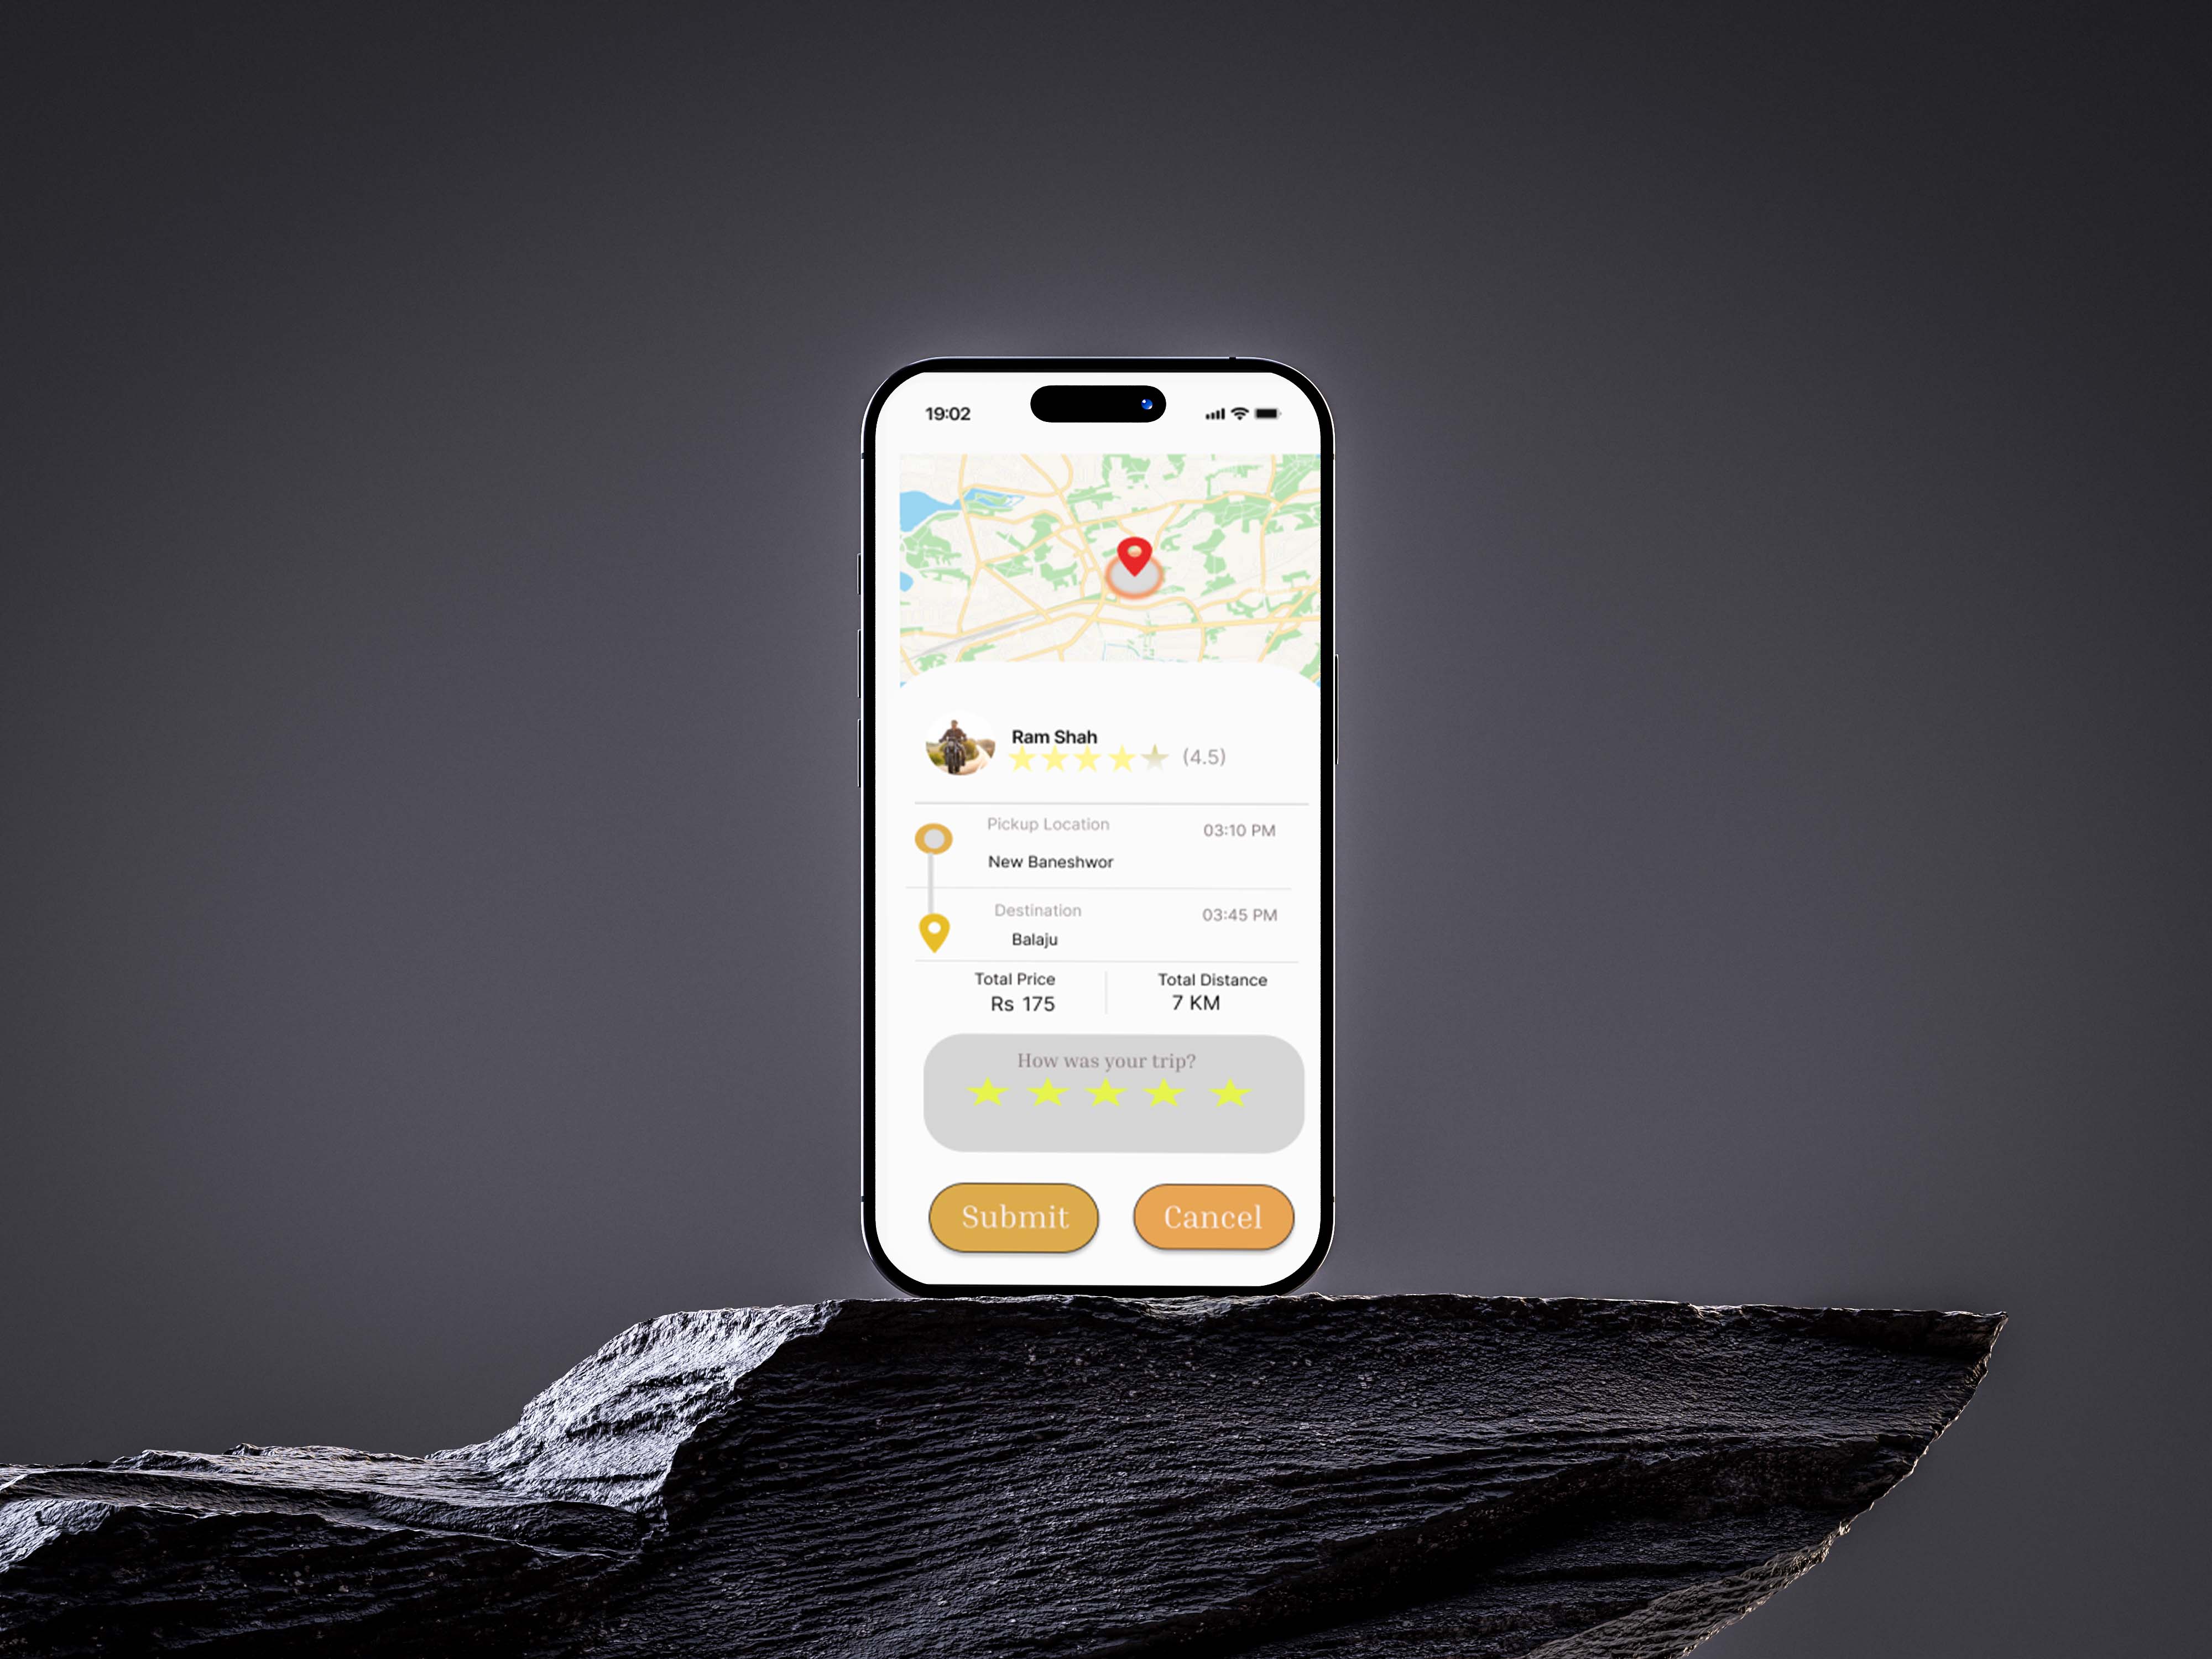 19:02
Ram Shah
(4.5)
Pickup Location
03:10 PM
New Baneshwor
Destination
03:45 PM
Balaju
Total Price
Total Distance
Rs 175
7 KM
How was your trip?
Submit
Cancel